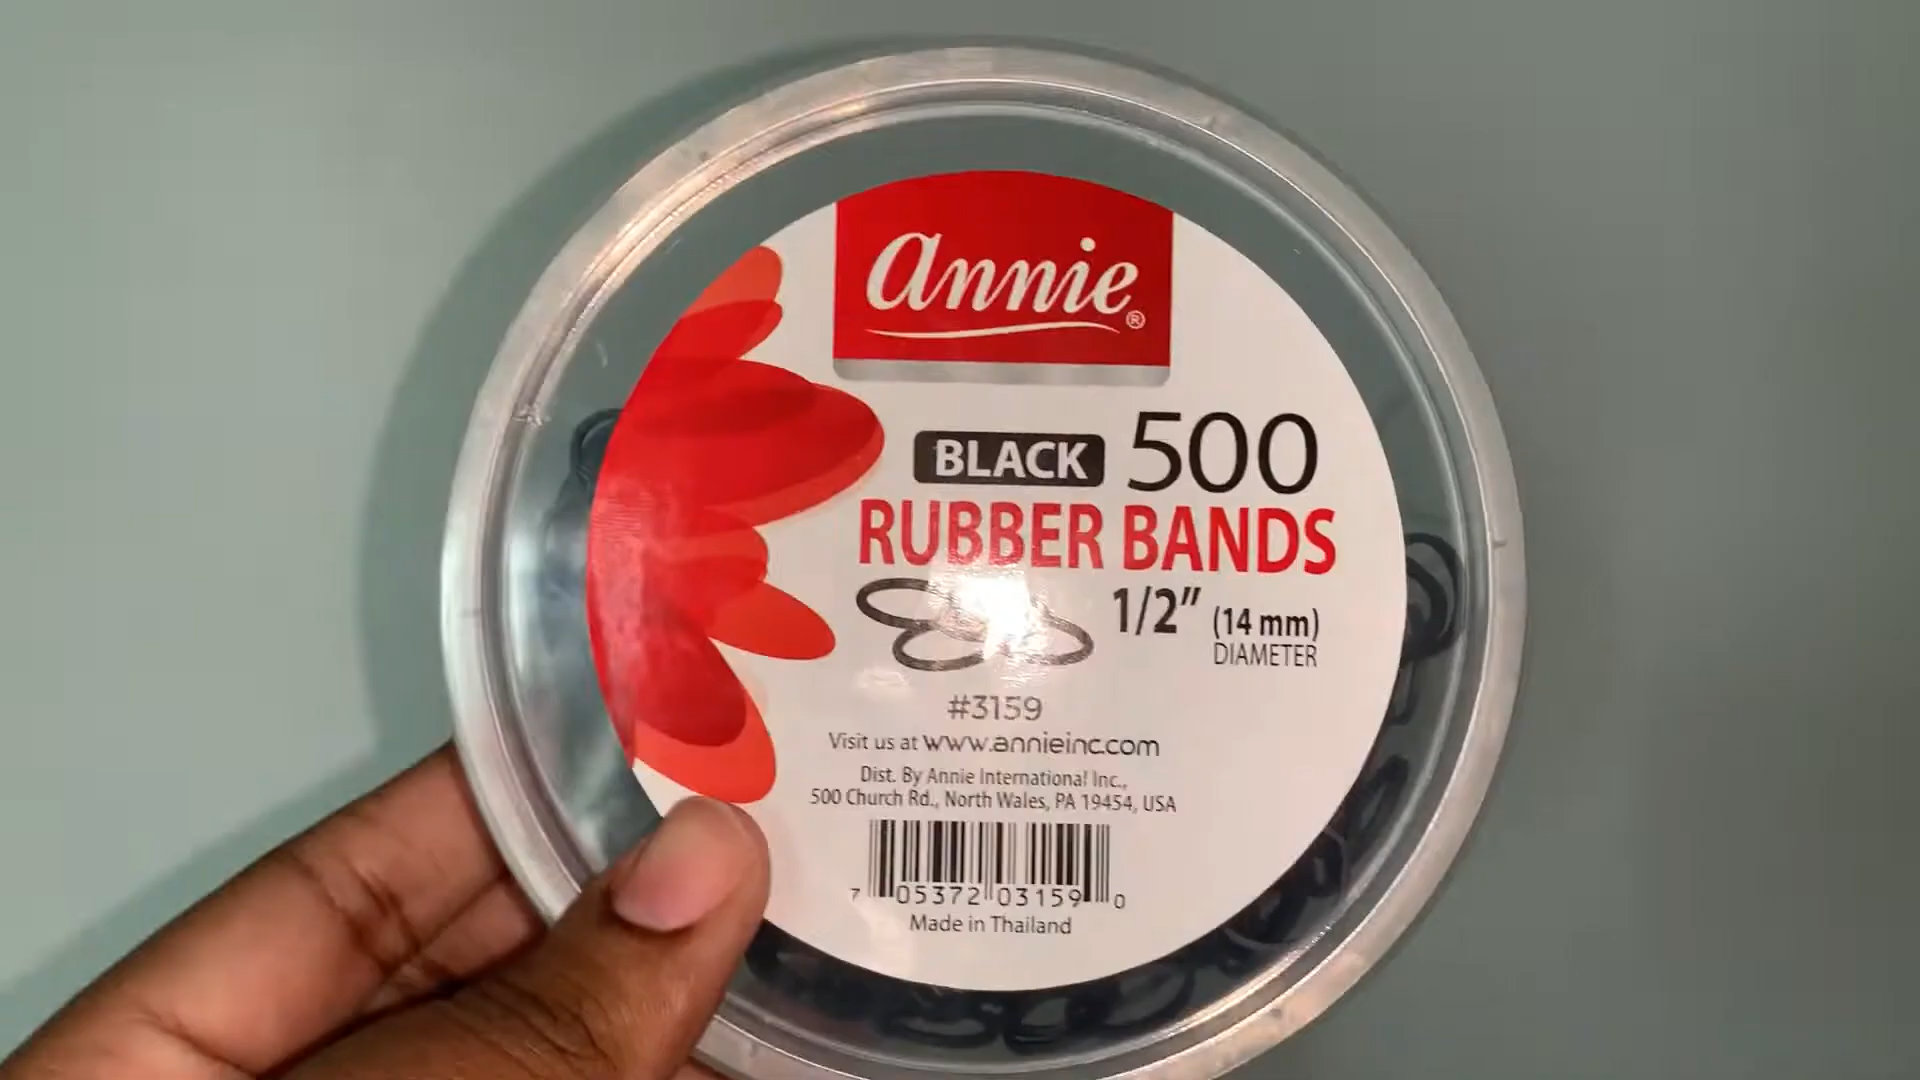 annie®
BLACK 500
RUBBER BANDS
1/2” (14 mm)
DIAMETER
#3159
Visit us at www.annieinc.com
Dist. By Annie International Inc.,
500 Church Rd., North Wales, PA 19454, USA
7 05372 03159 0
Made in Thailand